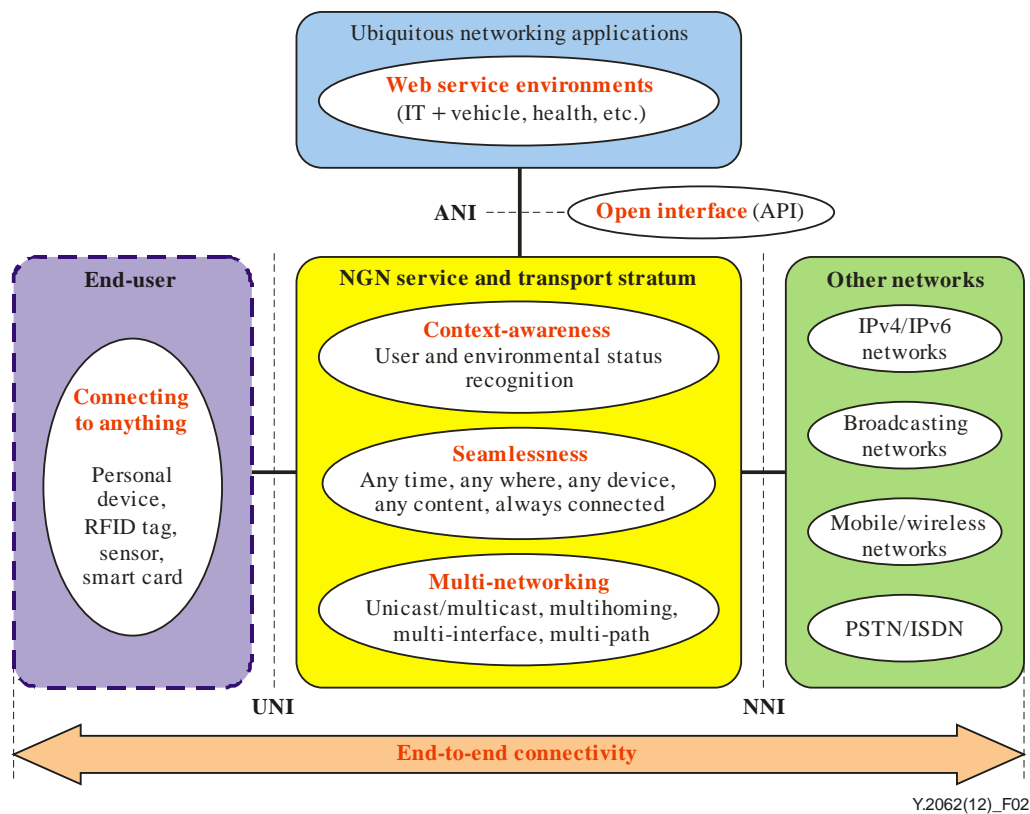 Ubiquitous networking applications
Web service environments
(IT + vehicle, health, etc.)
ANI
Open interface (API)
End-user
Connecting
to anything
Personal
device,
RFID tag,
sensor,
smart card
NGN service and transport stratum
Context-awareness
User and environmental status
recognition
Seamlessness
Any time, any where, any device,
any content, always connected
Multi-networking
Unicast/multicast, multihoming,
multi-interface, multi-path
Other networks
IPv4/IPv6
networks
Broadcasting
networks
Mobile/wireless
networks
PSTN/ISDN
UNI
NNI
End-to-end connectivity
Y.2062(12)_F02